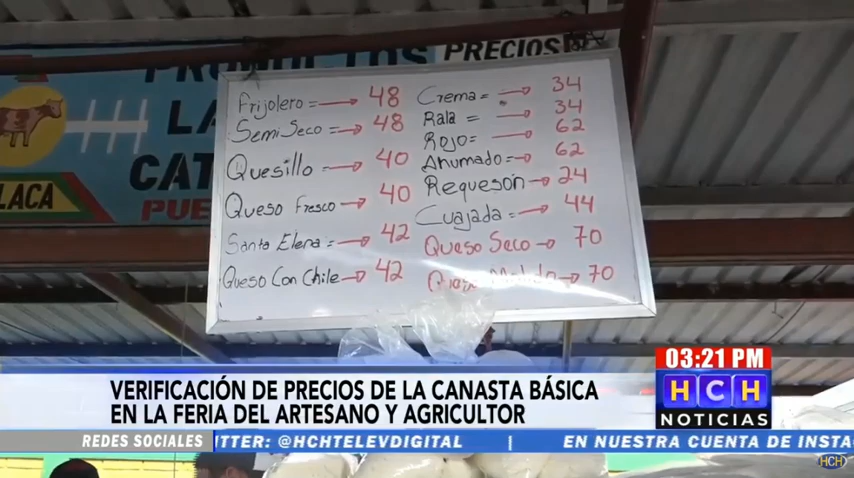 PRODUCTOS
PRECIOS
LA
CAT
LACA
PUE
Frijolero = → 48
SemiSeco = → 48
Quesillo → 40
Queso Fresco → 40
Santa Elena = → 42
Queso Con Chile → 42
Crema = → 34
Rala = → 34
Rojo = → 62
Ahumado = → 62
Requesón → 24
Cuajada = → 44
Queso Seco → 70
Queso → 70
03:21 PM
VERIFICACIÓN DE PRECIOS DE LA CANASTA BÁSICA
EN LA FERIA DEL ARTESANO Y AGRICULTOR
HCH
NOTICIAS
REDES SOCIALES
ITTER: @HCHTELEVDIGITAL | EN NUESTRA CUENTA DE INSTA
HCH